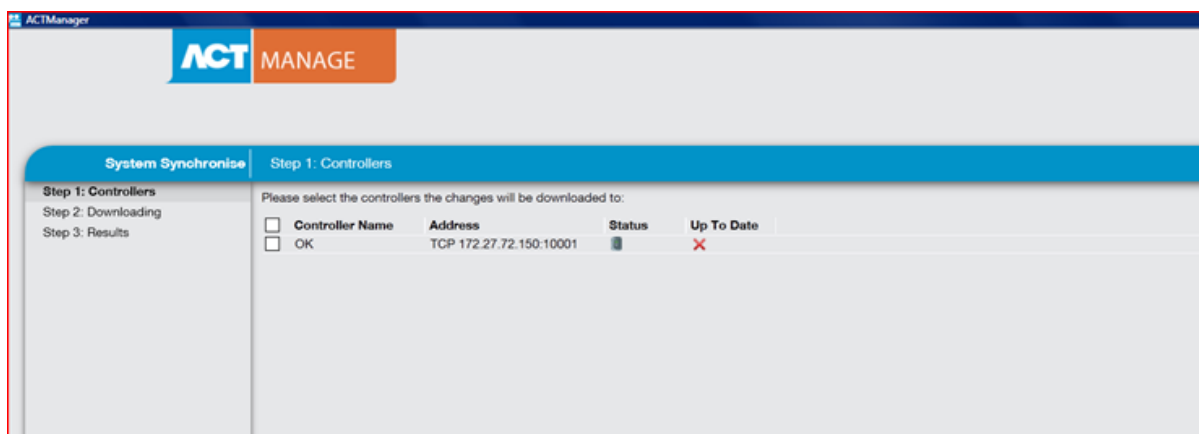 ACTManager
ACT MANAGE
System Synchronise Step 1: Controllers
Step 1: Controllers
Step 2: Downloading
Step 3: Results
Please select the controllers the changes will be downloaded to:
Controller Name Address Status Up To Date
OK TCP 172.27.72.150:10001